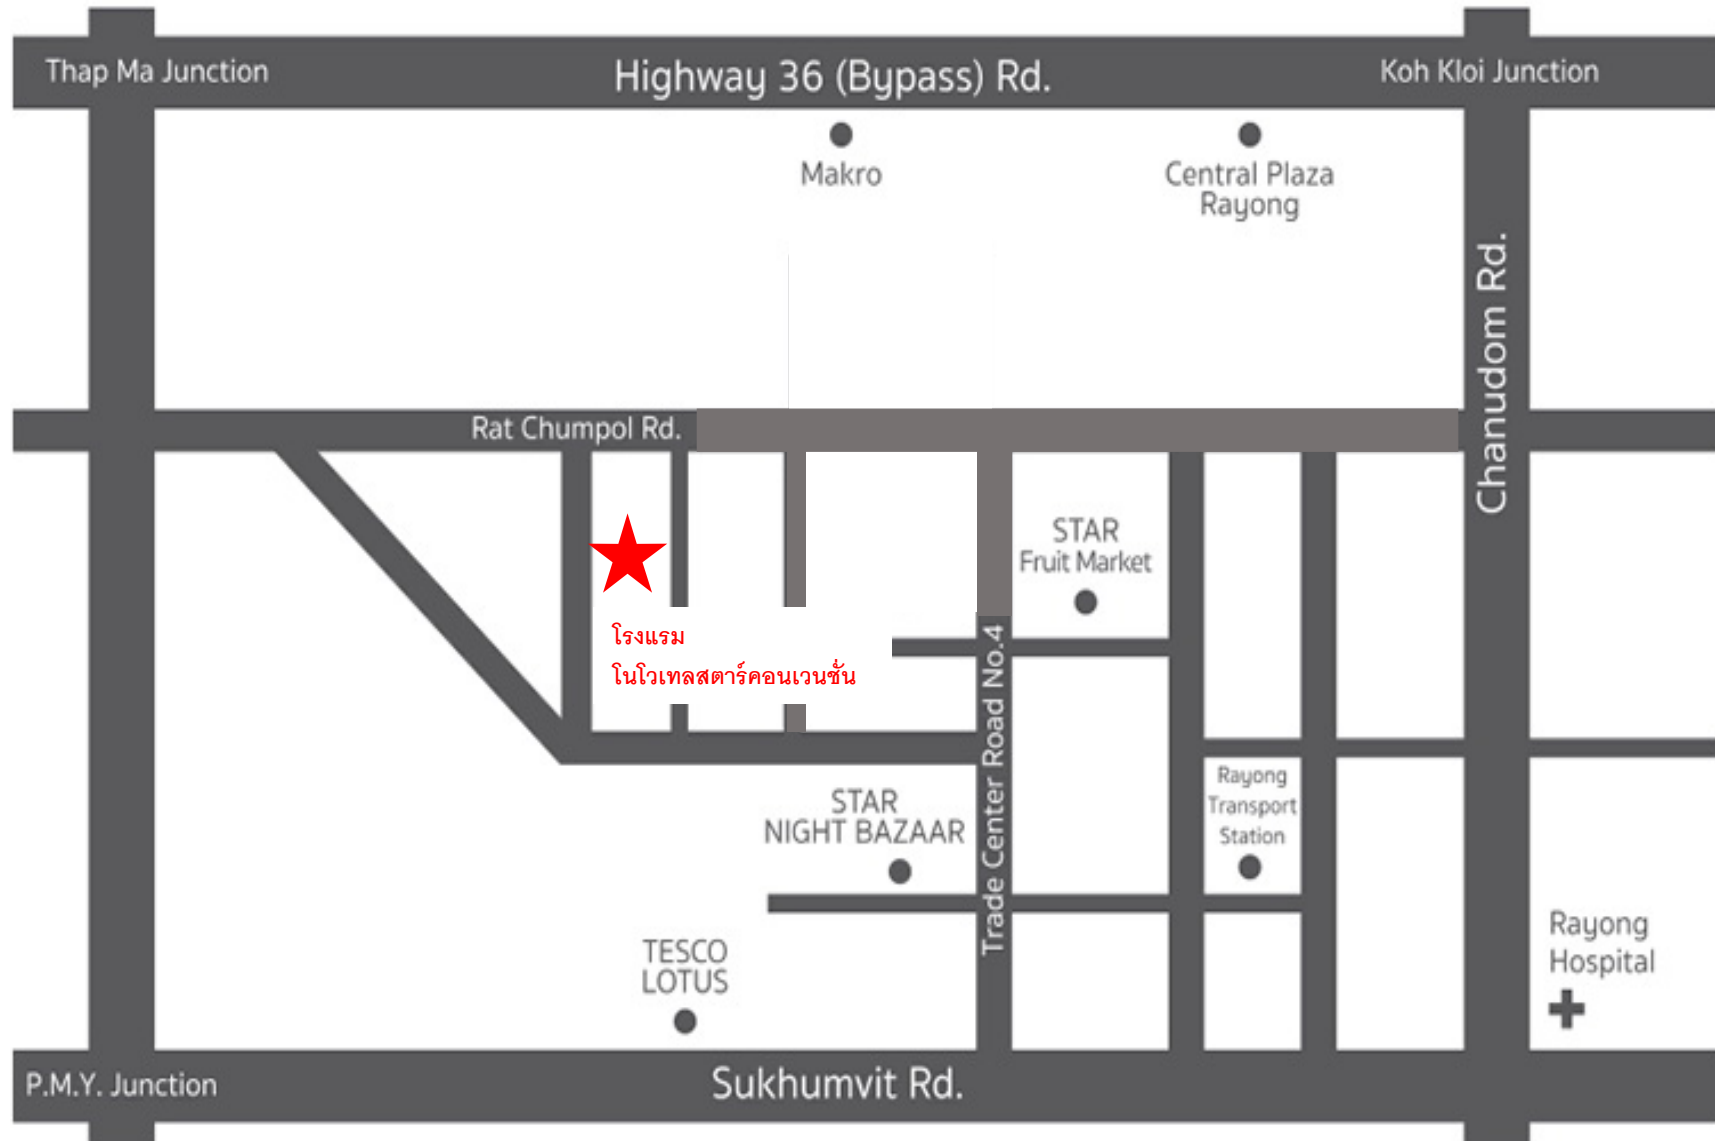 Thap Ma Junction
Highway 36 (Bypass) Rd.
Koh Kloi Junction
Makro
Central Plaza
Rayong
Chanudom Rd.
Rat Chumpol Rd.
STAR
Fruit Market
โรงแรม
โนโวเทลสตาร์คอนเวนชั่น
Trade Center Road No.4
STAR
NIGHT BAZAAR
Rayong
Transport
Station
TESCO
LOTUS
Rayong
Hospital
P.M.Y. Junction
Sukhumvit Rd.